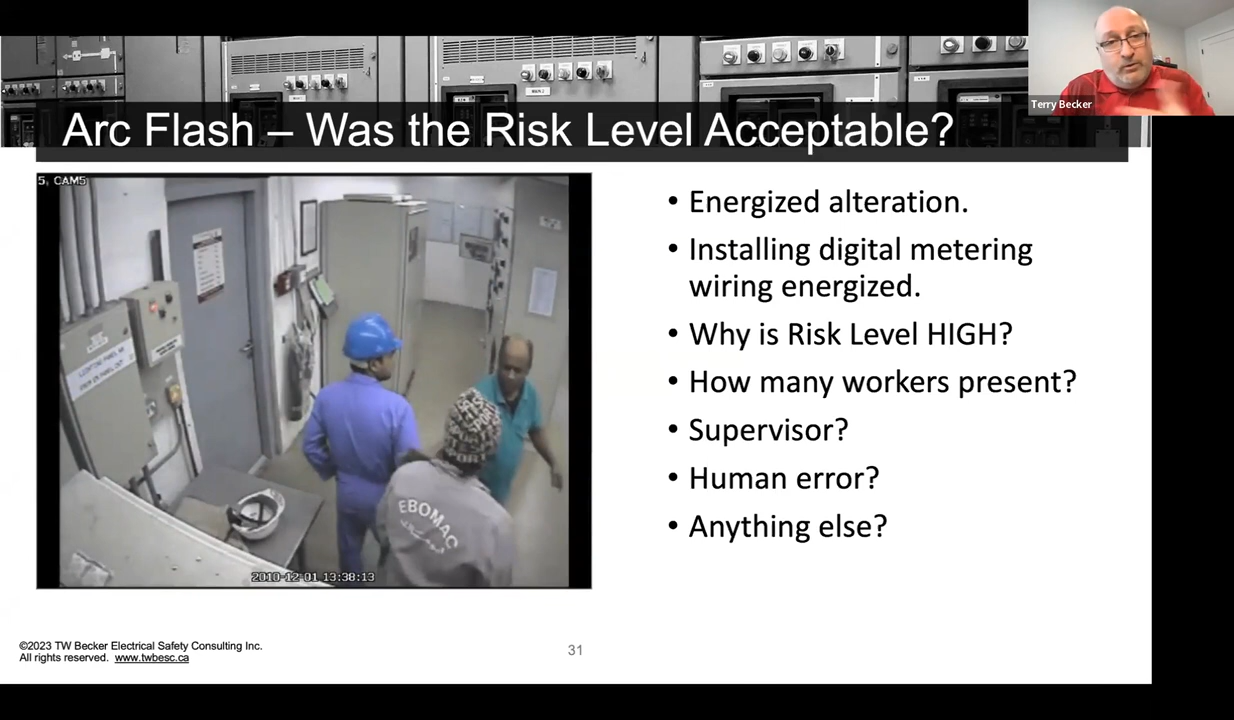 Terry Becker
Arc Flash – Was the Risk Level Acceptable?
5, CAM5
LIGHTING PANEL
EBOMAC
2010-12-01 13:38:13
• Energized alteration.
• Installing digital metering
wiring energized.
• Why is Risk Level HIGH?
• How many workers present?
• Supervisor?
• Human error?
• Anything else?
©2023 TW Becker Electrical Safety Consulting Inc.
All rights reserved. www.twbesc.ca
31